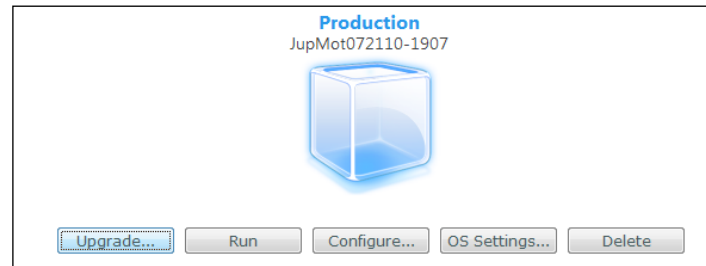 Production
JupMot072110-1907
Upgrade... Run Configure... OS Settings... Delete